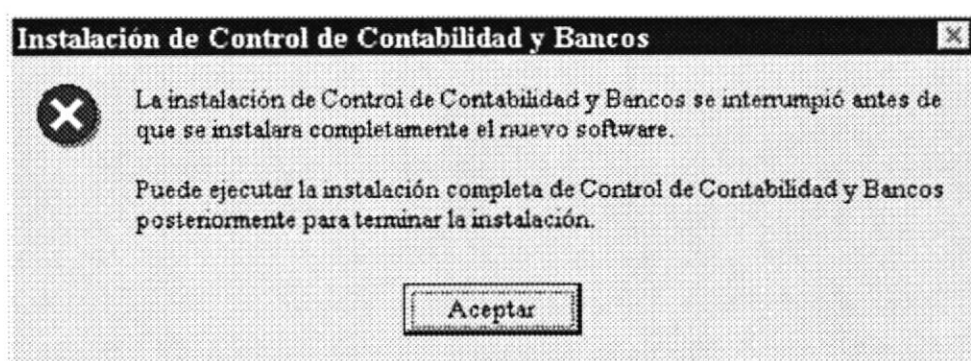 Instalación de Control de Contabilidad y Bancos
La instalación de Control de Contabilidad y Bancos se interrumpió antes de
que se instalara completamente el nuevo software.
Puede ejecutar la instalación completa de Control de Contabilidad y Bancos
posteriormente para terminar la instalación.
Aceptar